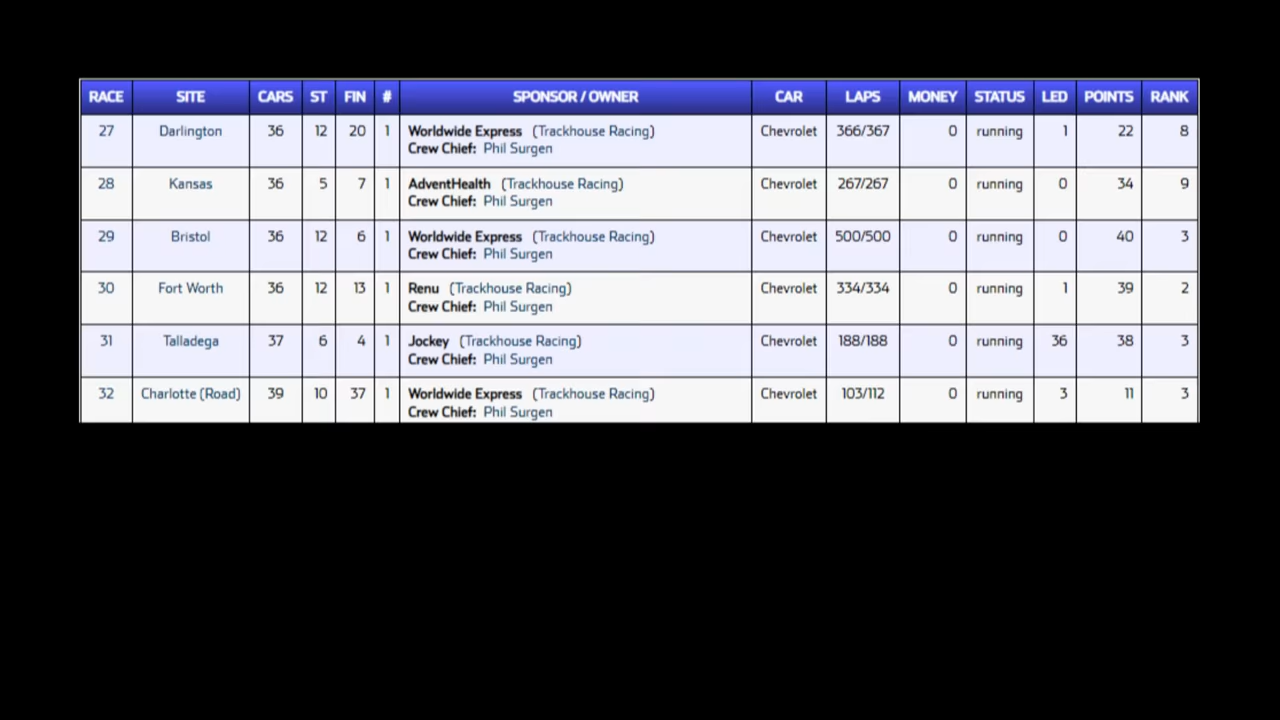 RACE SITE CARS ST FIN # SPONSOR / OWNER CAR LAPS MONEY STATUS LED POINTS RANK
27 Darlington 36 12 20 1 Worldwide Express (Trackhouse Racing) Chevrolet 366/367 0 running 1 22 8
Crew Chief: Phil Surgen
28 Kansas 36 5 7 1 AdventHealth (Trackhouse Racing) Chevrolet 267/267 0 running 0 34 9
Crew Chief: Phil Surgen
29 Bristol 36 12 6 1 Worldwide Express (Trackhouse Racing) Chevrolet 500/500 0 running 0 40 3
Crew Chief: Phil Surgen
30 Fort Worth 36 12 13 1 Renu (Trackhouse Racing) Chevrolet 334/334 0 running 1 39 2
Crew Chief: Phil Surgen
31 Talladega 37 6 4 1 Jockey (Trackhouse Racing) Chevrolet 188/188 0 running 36 38 3
Crew Chief: Phil Surgen
32 Charlotte (Road) 39 10 37 1 Worldwide Express (Trackhouse Racing) Chevrolet 103/112 0 running 3 11 3
Crew Chief: Phil Surgen